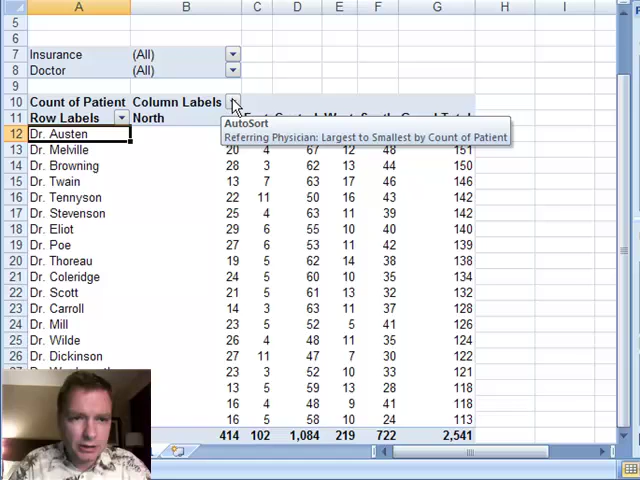 A B C D E F G H I
5
6
7 Insurance (All)
8 Doctor (All)
9
10 Count of Patient Column Labels
11 Row Labels North
AutoSort
Referring Physician: Largest to Smallest by Count of Patient
12 Dr. Austen
13 Dr. Melville 20 4 67 12 48 151
14 Dr. Browning 28 3 62 13 44 150
15 Dr. Twain 13 7 63 17 46 146
16 Dr. Tennyson 22 11 50 16 43 142
17 Dr. Stevenson 25 4 63 11 39 142
18 Dr. Eliot 29 6 55 10 40 140
19 Dr. Poe 27 6 53 11 42 139
20 Dr. Thoreau 19 5 62 14 38 138
21 Dr. Coleridge 24 5 60 10 35 134
22 Dr. Scott 21 5 61 13 32 132
23 Dr. Carroll 14 3 63 11 37 128
24 Dr. Mill 23 5 52 5 41 126
25 Dr. Wilde 26 4 48 11 35 124
26 Dr. Dickinson 27 11 47 7 30 122
23 3 52 10 33 121
13 5 59 13 28 118
16 4 48 9 41 118
16 5 58 10 24 113
414 102 1,084 219 722 2,541